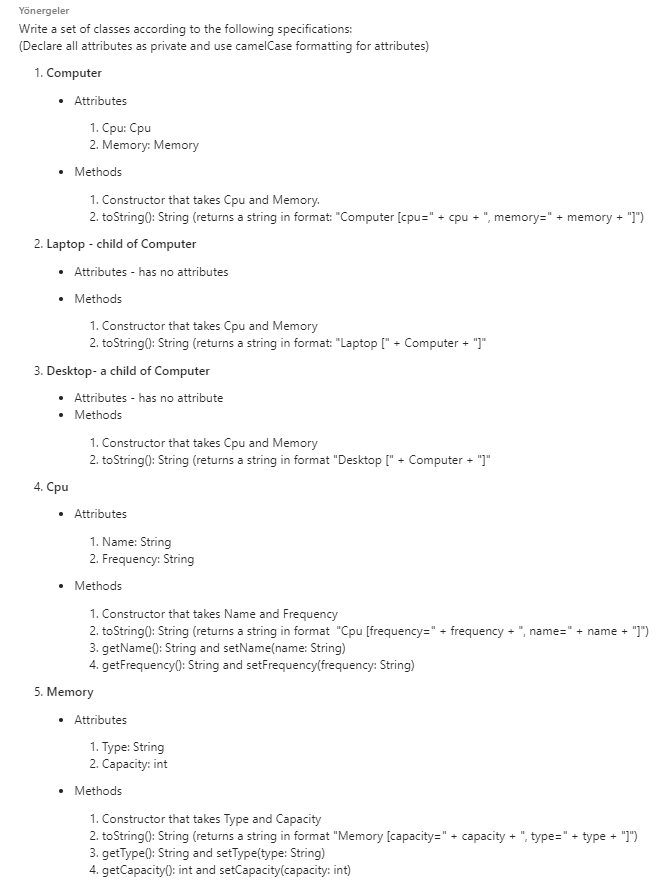 Yönergeler
Write a set of classes according to the following specifications:
(Declare all attributes as private and use camelCase formatting for attributes)
1. Computer
• Attributes
1. Cpu: Cpu
2. Memory: Memory
• Methods
1. Constructor that takes Cpu and Memory.
2. toString(): String (returns a string in format: "Computer [cpu=" + cpu + ", memory=" + memory + "]")
2. Laptop - child of Computer
• Attributes - has no attributes
• Methods
1. Constructor that takes Cpu and Memory
2. toString(): String (returns a string in format: "Laptop [" + Computer + "]"
3. Desktop- a child of Computer
• Attributes - has no attribute
• Methods
1. Constructor that takes Cpu and Memory
2. toString(): String (returns a string in format "Desktop [" + Computer + "]"
4. Cpu
• Attributes
1. Name: String
2. Frequency: String
• Methods
1. Constructor that takes Name and Frequency
2. toString(): String (returns a string in format  "Cpu [frequency=" + frequency + ", name=" + name + "]")
3. getName(): String and setName(name: String)
4. getFrequency(): String and setFrequency(frequency: String)
5. Memory
• Attributes
1. Type: String
2. Capacity: int
• Methods
1. Constructor that takes Type and Capacity
2. toString(): String (returns a string in format "Memory [capacity=" + capacity + ", type=" + type + "]")
3. getType(): String and setType(type: String)
4. getCapacity(): int and setCapacity(capacity: int)